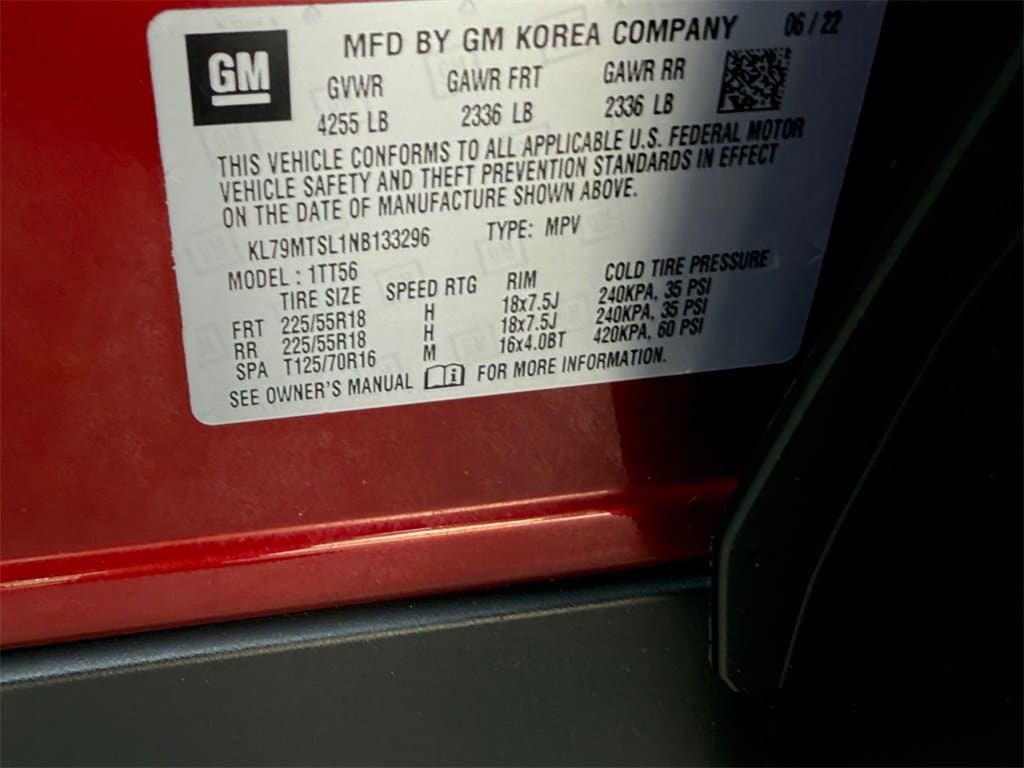 GM
MFD BY GM KOREA COMPANY 06 / 22
GVWR GAWR FRT GAWR RR
4255 LB 2336 LB 2336 LB
THIS VEHICLE CONFORMS TO ALL APPLICABLE U.S. FEDERAL MOTOR
VEHICLE SAFETY AND THEFT PREVENTION STANDARDS IN EFFECT
ON THE DATE OF MANUFACTURE SHOWN ABOVE.
KL79MTSL1NB133296 TYPE: MPV
MODEL : 1TT56
TIRE SIZE SPEED RTG RIM COLD TIRE PRESSURE
FRT 225/55R18 H 18x7.5J 240KPA, 35 PSI
RR 225/55R18 H 18x7.5J 240KPA, 35 PSI
SPA T125/70R16 M 16x4.0BT 420KPA, 60 PSI
SEE OWNER'S MANUAL FOR MORE INFORMATION.